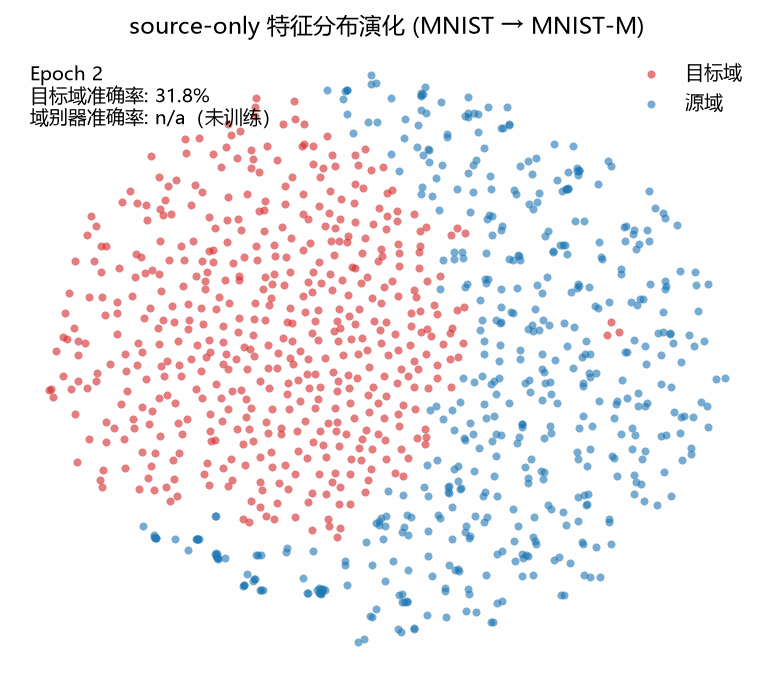 source-only 特征分布演化 (MNIST → MNIST-M)
Epoch 2
目标域准确率: 31.8%
域别器准确率: n/a（未训练）
目标域
源域